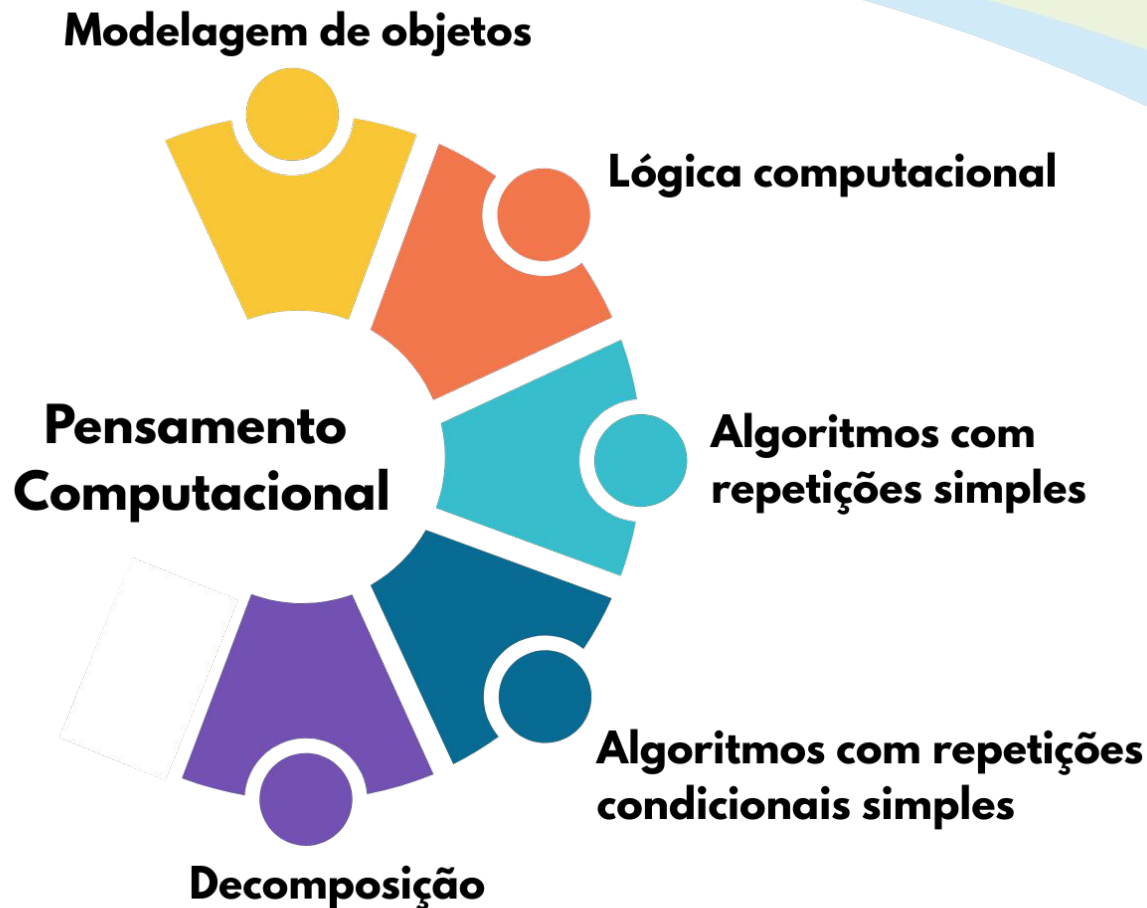 Modelagem de objetos
Lógica computacional
Pensamento
Computacional
Algoritmos com
repetições simples
Algoritmos com repetições
condicionais simples
Decomposição